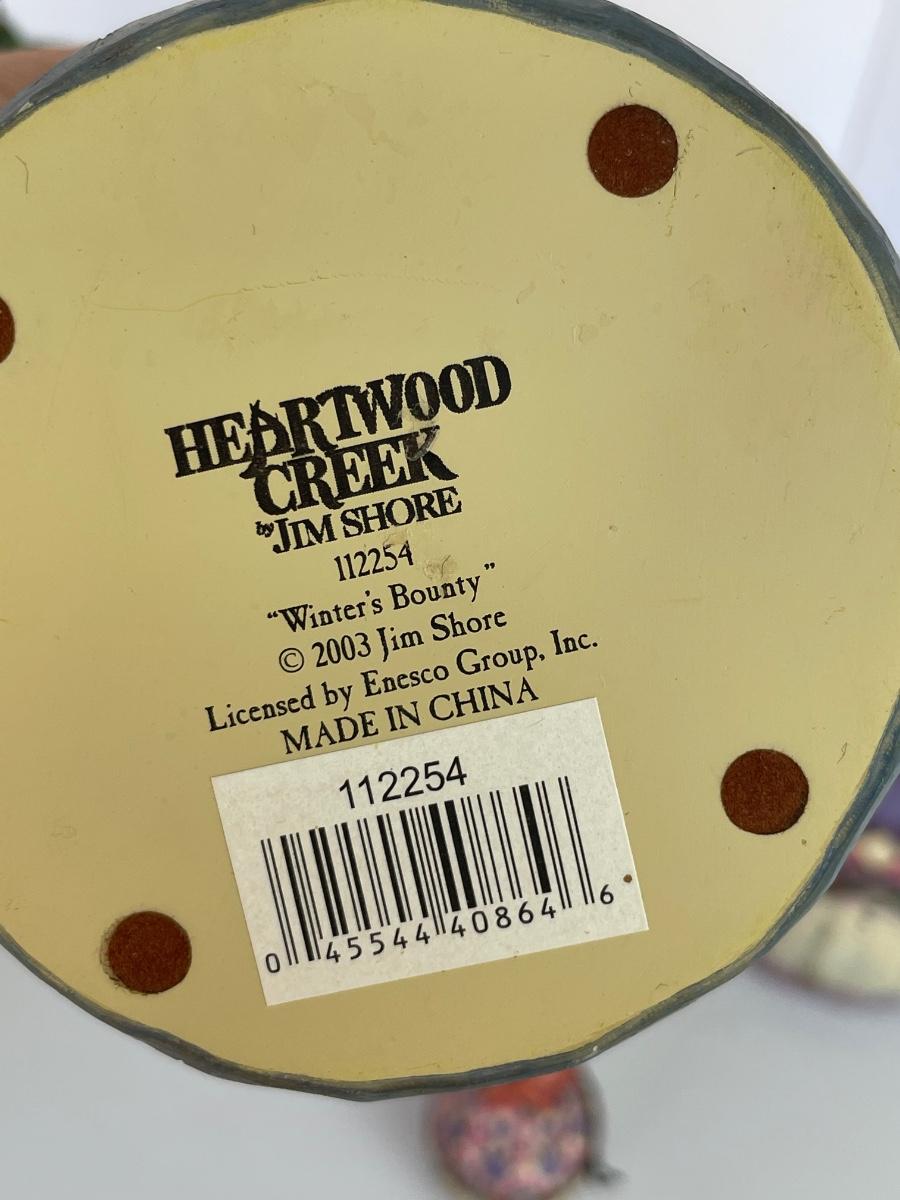 HEARTWOOD
CREEK
by JIM SHORE
112254
“Winter's Bounty”
© 2003 Jim Shore
Licensed by Enesco Group, Inc.
MADE IN CHINA
112254
0 45544 40864 6